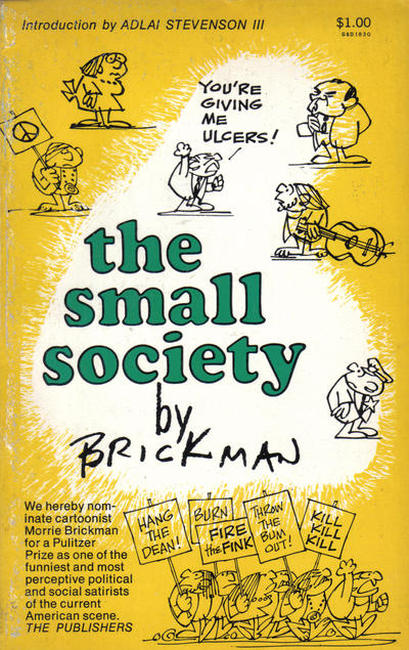 Introduction by ADLAI STEVENSON III
$1.00
S&D1630
YOU'RE
GIVING
ME
ULCERS!
the
small
society
by
BRICKMAN
We hereby nom-
inate cartoonist
Morrie Brickman
for a Pulitzer
Prize as one of the
funniest and most
perceptive political
and social satirists
of the current
American scene.
THE PUBLISHERS
HANG
THE
DEAN!
BURN
FIRE
the FINK
THROW
THE
BUM
OUT!
KILL
KILL
KILL